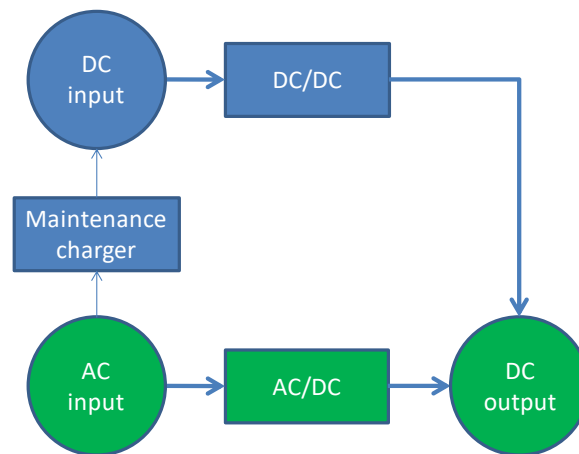 DC
input
DC/DC
Maintenance
charger
AC
input
AC/DC
DC
output